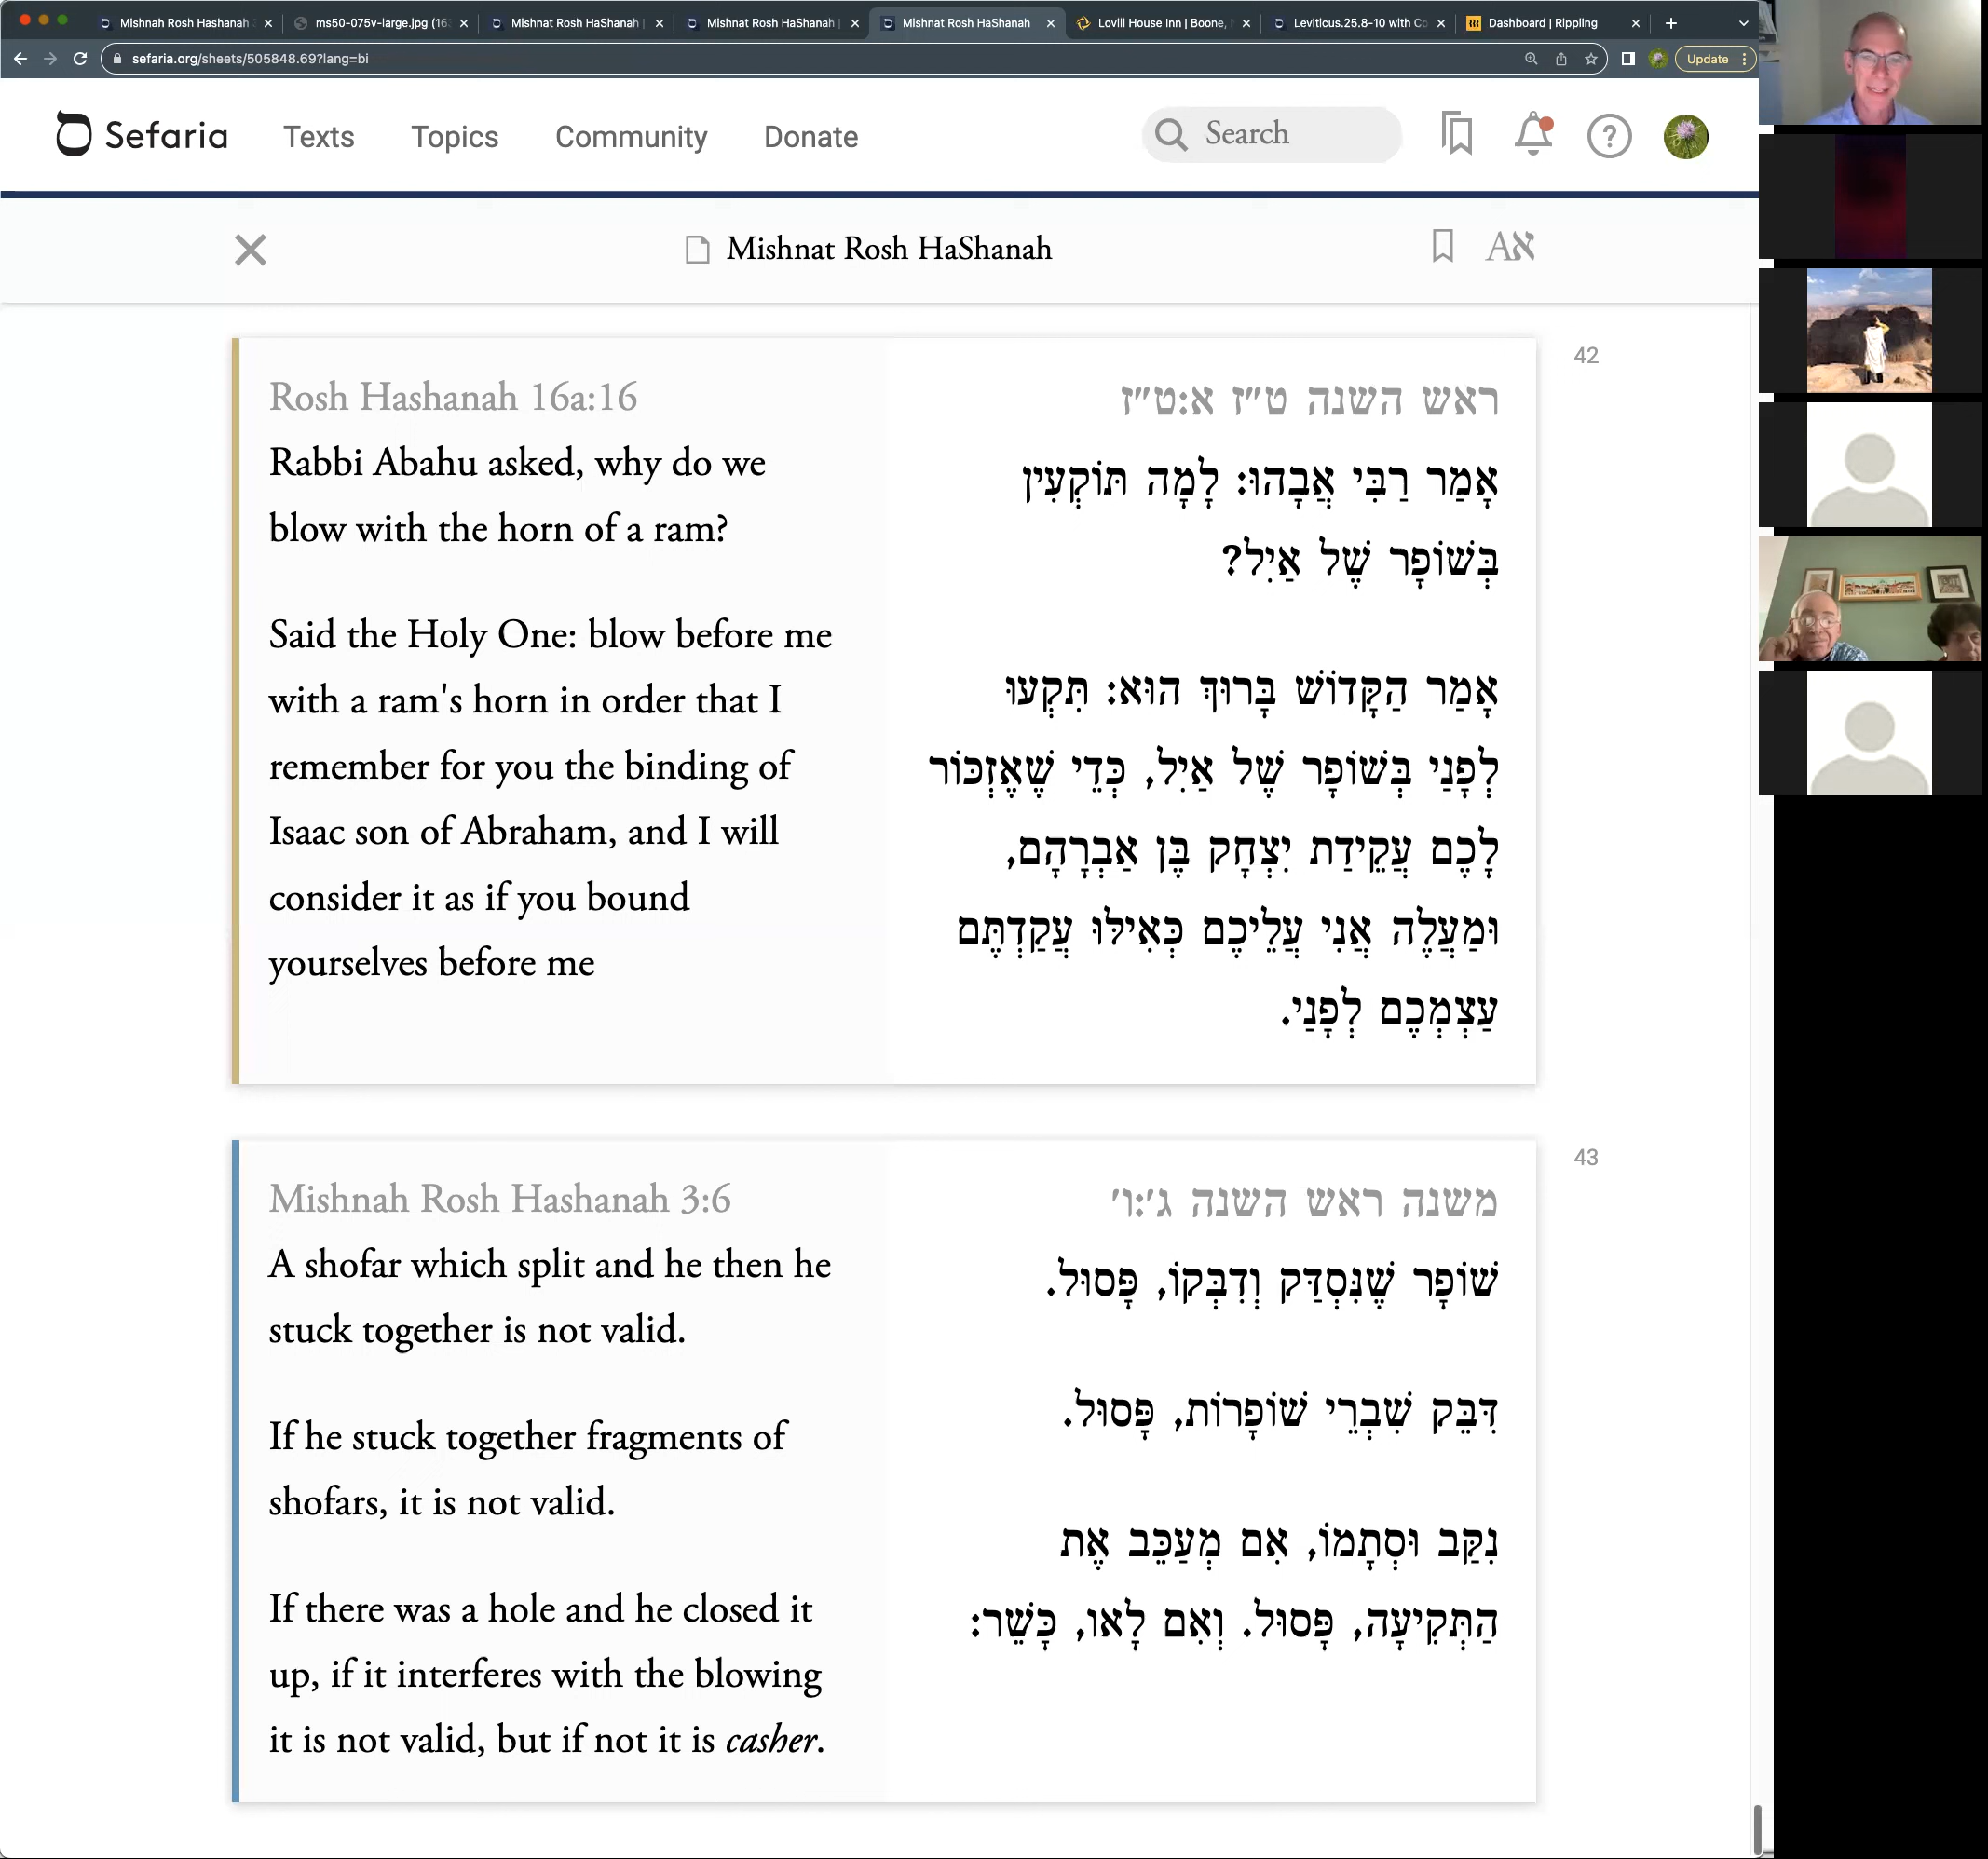 Mishnah Rosh Hashanah
ms50-075v-large.jpg (16
Mishnat Rosh HaShanah |
Mishnat Rosh HaShanah |
Mishnat Rosh HaShanah
Lovill House Inn | Boone,
Leviticus.25.8-10 with Co
Dashboard | Rippling
sefaria.org/sheets/505848.69?lang=bi
Update
Sefaria
Texts
Topics
Community
Donate
Search
Mishnat Rosh HaShanah
Aא
42
Rosh Hashanah 16a:16
Rabbi Abahu asked, why do we
blow with the horn of a ram?
Said the Holy One: blow before me
with a ram's horn in order that I
remember for you the binding of
Isaac son of Abraham, and I will
consider it as if you bound
yourselves before me
ראש השנה ט״ז א:ט״ז
אָמַר רַבִּי אֲבָהוּ: לָמָּה תּוֹקְעִין
בְּשׁוֹפָר שֶׁל אַיִל?
אָמַר הַקָּדוֹשׁ בָּרוּךְ הוּא: תִּקְעוּ
לְפָנַי בְּשׁוֹפָר שֶׁל אַיִל, כְּדֵי שֶׁאֶזְכּוֹר
לָכֶם עֲקֵידַת יִצְחָק בֶּן אַבְרָהָם,
וּמַעֲלֶה אֲנִי עֲלֵיכֶם כְּאִילּוּ עֲקַדְתֶּם
עַצְמְכֶם לְפָנַי.
43
Mishnah Rosh Hashanah 3:6
A shofar which split and he then he
stuck together is not valid.
If he stuck together fragments of
shofars, it is not valid.
If there was a hole and he closed it
up, if it interferes with the blowing
it is not valid, but if not it is casher.
משנה ראש השנה ג׳:ו׳
שׁוֹפָר שֶׁנִּסְדַּק וְדִבְּקוֹ, פָּסוּל.
דִּבֵּק שִׁבְרֵי שׁוֹפָרוֹת, פָּסוּל.
נִקַּב וּסְתָמוֹ, אִם מְעַכֵּב אֶת
הַתְּקִיעָה, פָּסוּל. וְאִם לָאו, כָּשֵׁר: